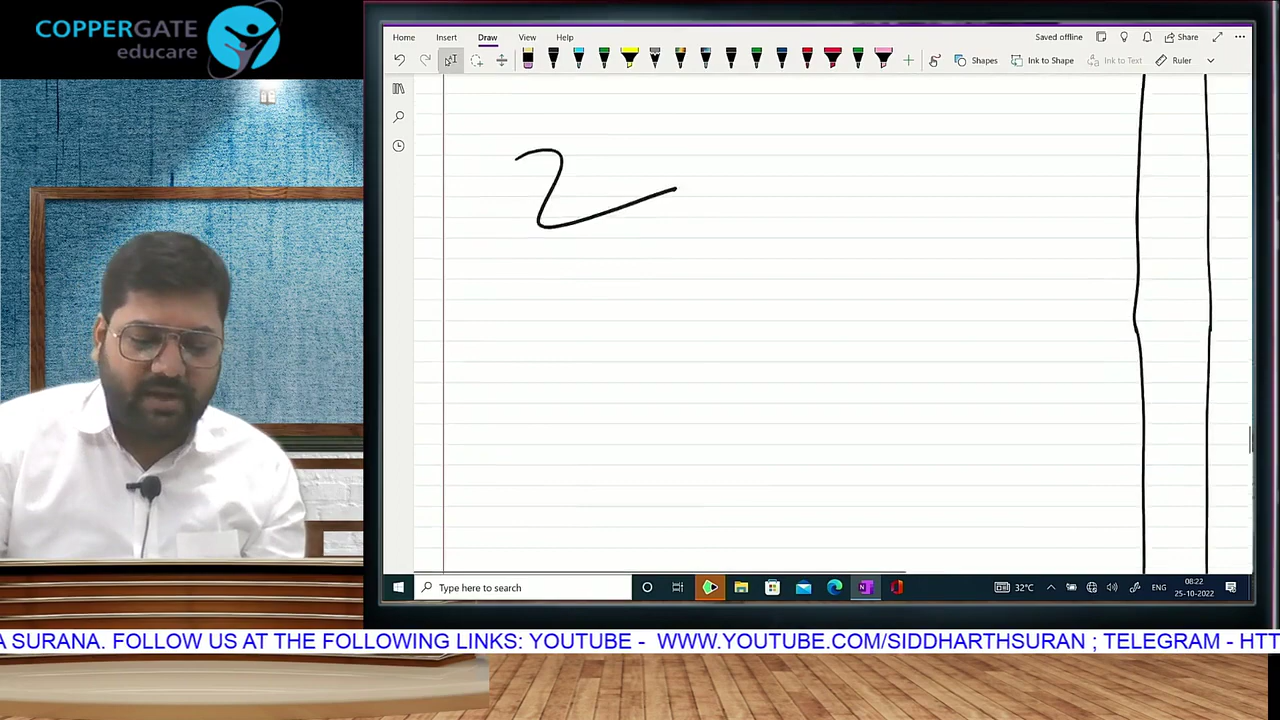 COPPERGATE
educare
Home Insert Draw View Help
Saved offline Share
Shapes Ink to Shape Ink to Text Ruler
2
Type here to search
32°C ENG 08:22
25-10-2022
A SURANA. FOLLOW US AT THE FOLLOWING LINKS: YOUTUBE - WWW.YOUTUBE.COM/SIDDHARTHSURAN ; TELEGRAM - HTT